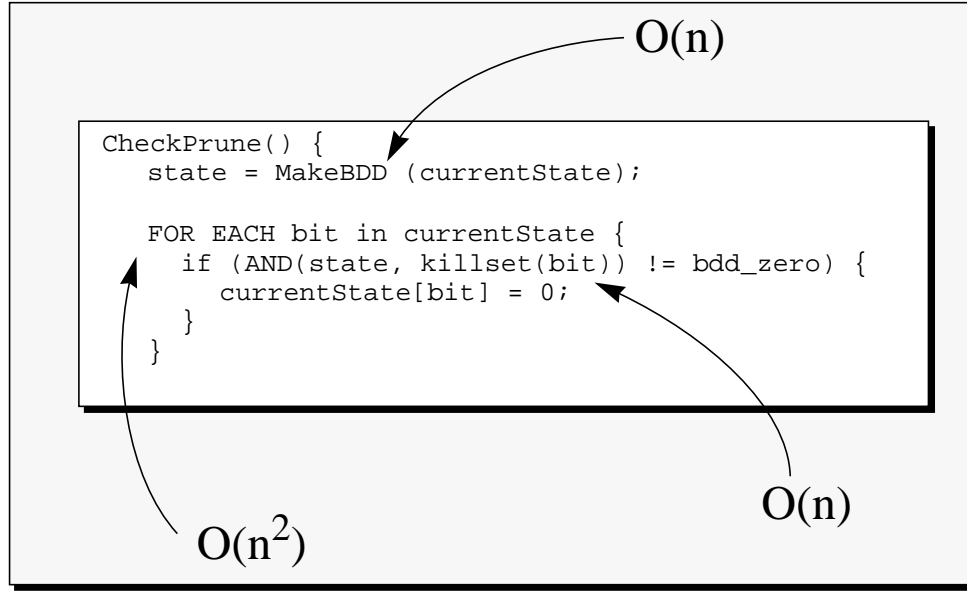 O(n)
CheckPrune() {
state = MakeBDD (currentState);
FOR EACH bit in currentState {
if (AND(state, killset(bit)) != bdd_zero) {
currentState[bit] = 0;
}
}
O(n)
O(n²)